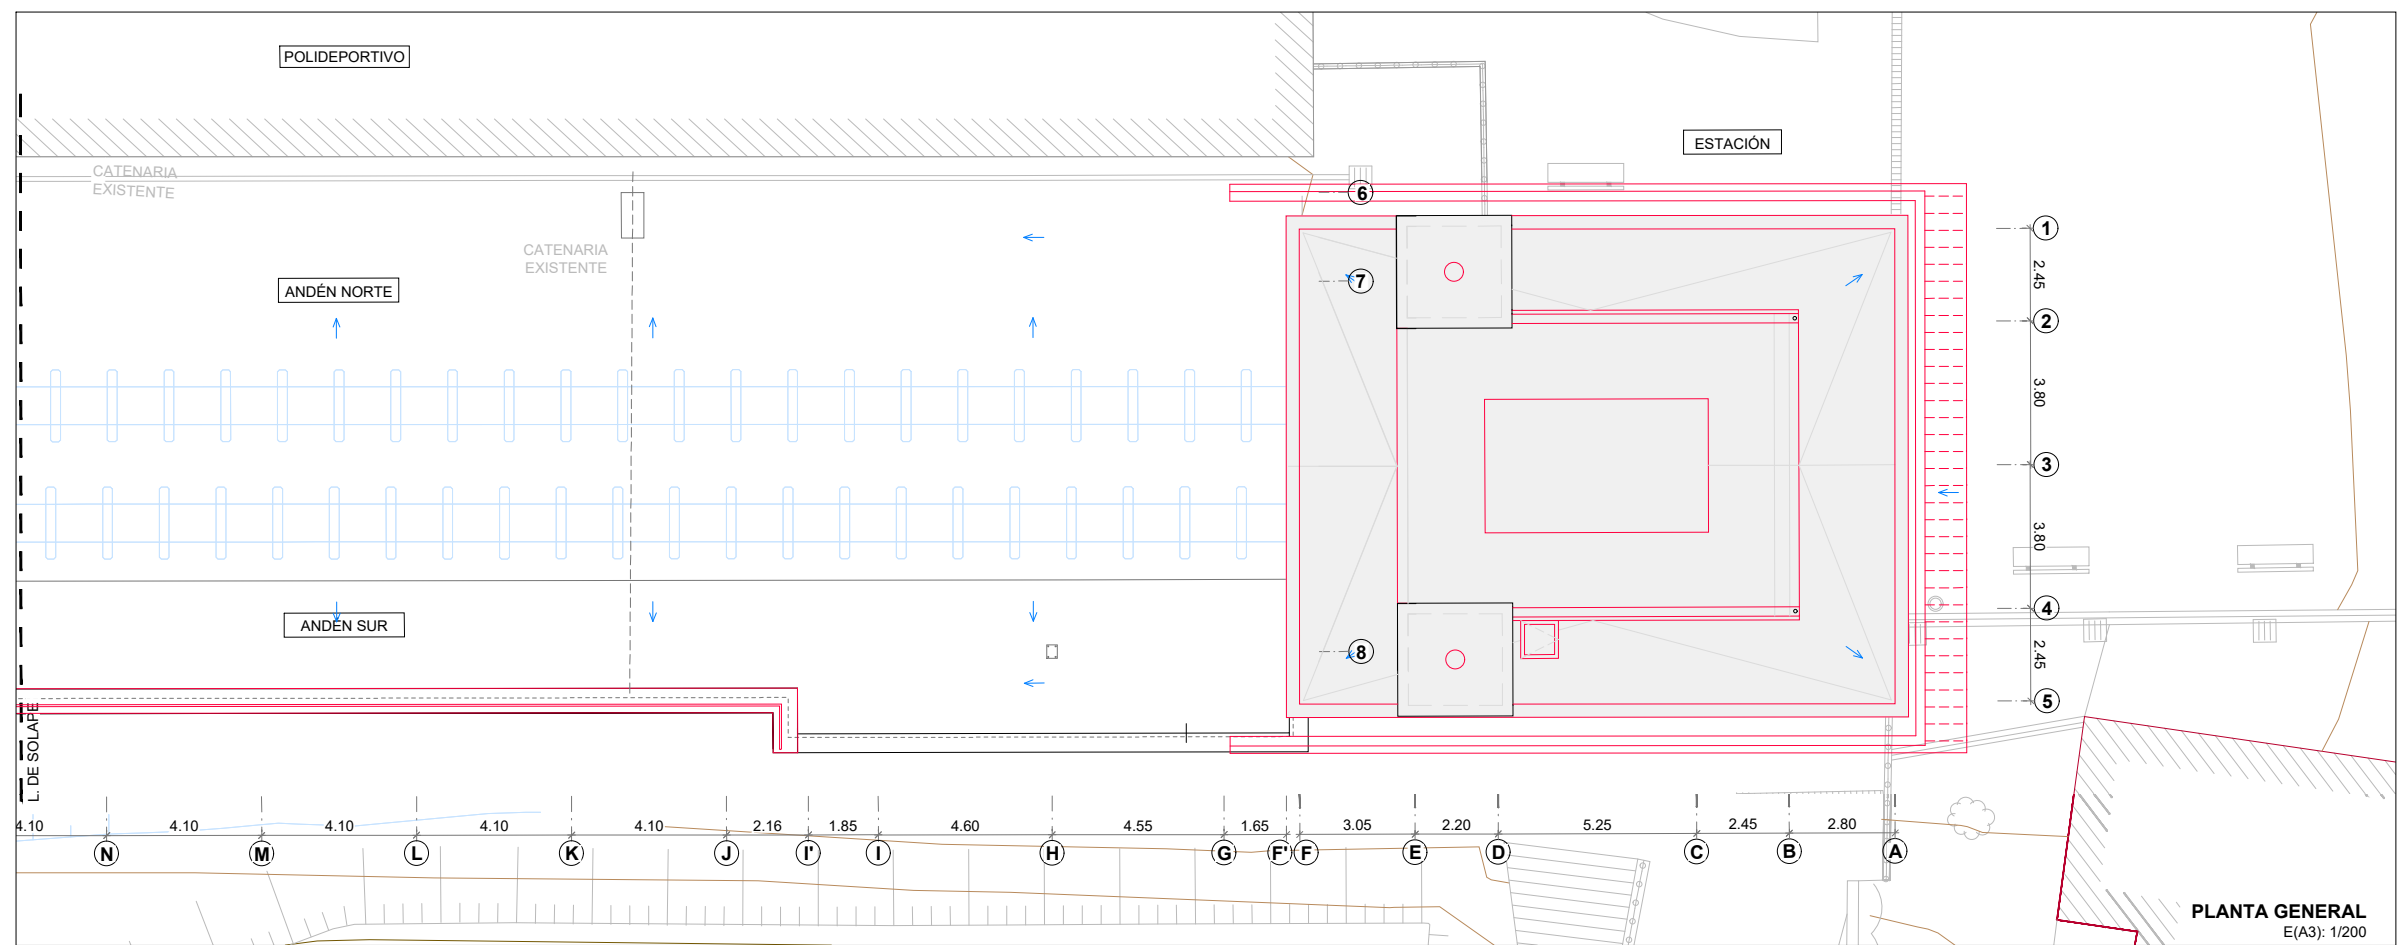 POLIDEPORTIVO
ESTACIÓN
CATENARIA
EXISTENTE
6
1
CATENARIA
EXISTENTE
2.45
7
ANDÉN NORTE
2
3.80
3
3.80
4
ANDÉN SUR
8
2.45
5
L. DE SOLAPE
4.10
4.10
4.10
4.10
4.10
2.16
1.85
4.60
4.55
1.65
3.05
2.20
5.25
2.45
2.80
N
M
L
K
J
I'
I
H
G
F'
F
E
D
C
B
A
PLANTA GENERAL
E(A3): 1/200